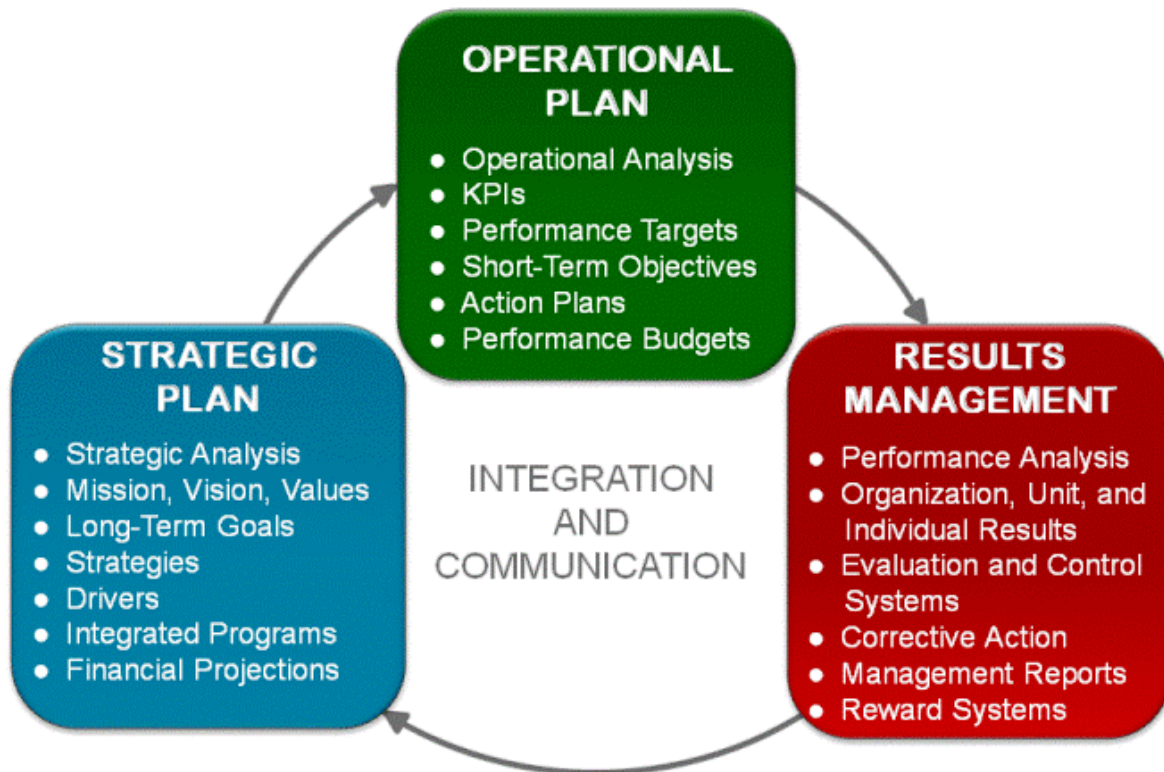 OPERATIONAL
PLAN
● Operational Analysis
● KPIs
● Performance Targets
● Short-Term Objectives
● Action Plans
● Performance Budgets
STRATEGIC
PLAN
● Strategic Analysis
● Mission, Vision, Values
● Long-Term Goals
● Strategies
● Drivers
● Integrated Programs
● Financial Projections
INTEGRATION
AND
COMMUNICATION
RESULTS
MANAGEMENT
● Performance Analysis
● Organization, Unit, and
Individual Results
● Evaluation and Control
Systems
● Corrective Action
● Management Reports
● Reward Systems